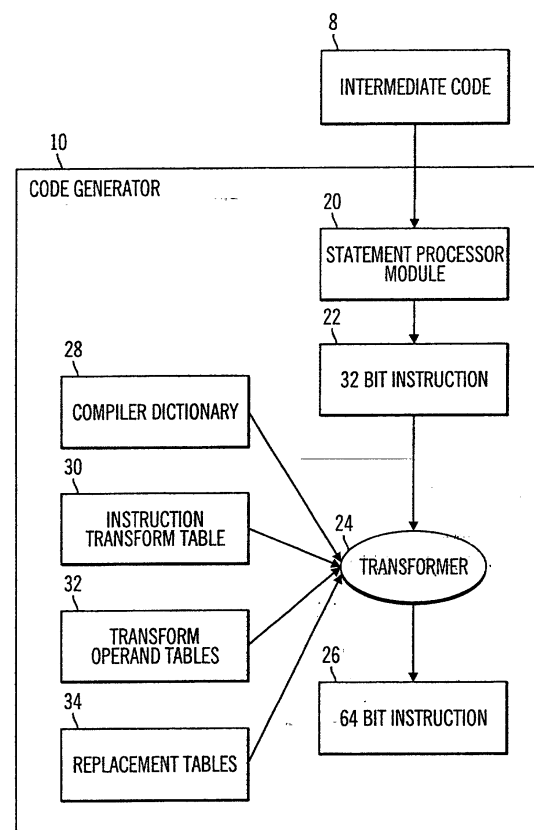 8
INTERMEDIATE CODE
10
CODE GENERATOR
20
STATEMENT PROCESSOR
MODULE
22
32 BIT INSTRUCTION
28
COMPILER DICTIONARY
30
INSTRUCTION
TRANSFORM TABLE
24
TRANSFORMER
32
TRANSFORM
OPERAND TABLES
26
64 BIT INSTRUCTION
34
REPLACEMENT TABLES